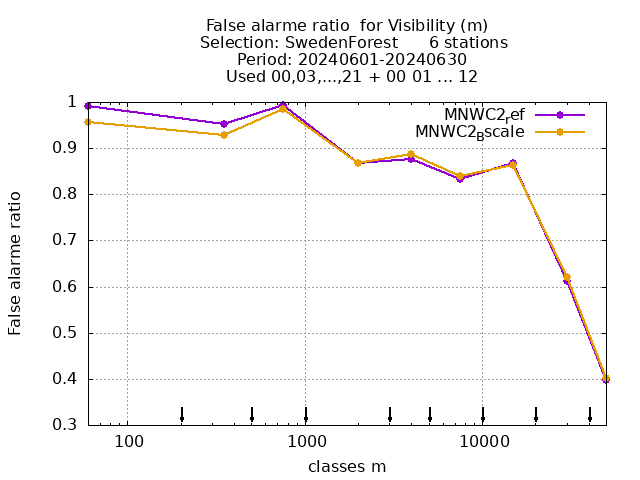 False alarme ratio  for Visibility (m)
Selection: SwedenForest      6 stations
Period: 20240601-20240630
Used 00,03,...,21 + 00 01 ... 12
MNWC2ref
MNWC2Bscale
False alarme ratio
1
0.9
0.8
0.7
0.6
0.5
0.4
0.3
100 1000 10000
classes m